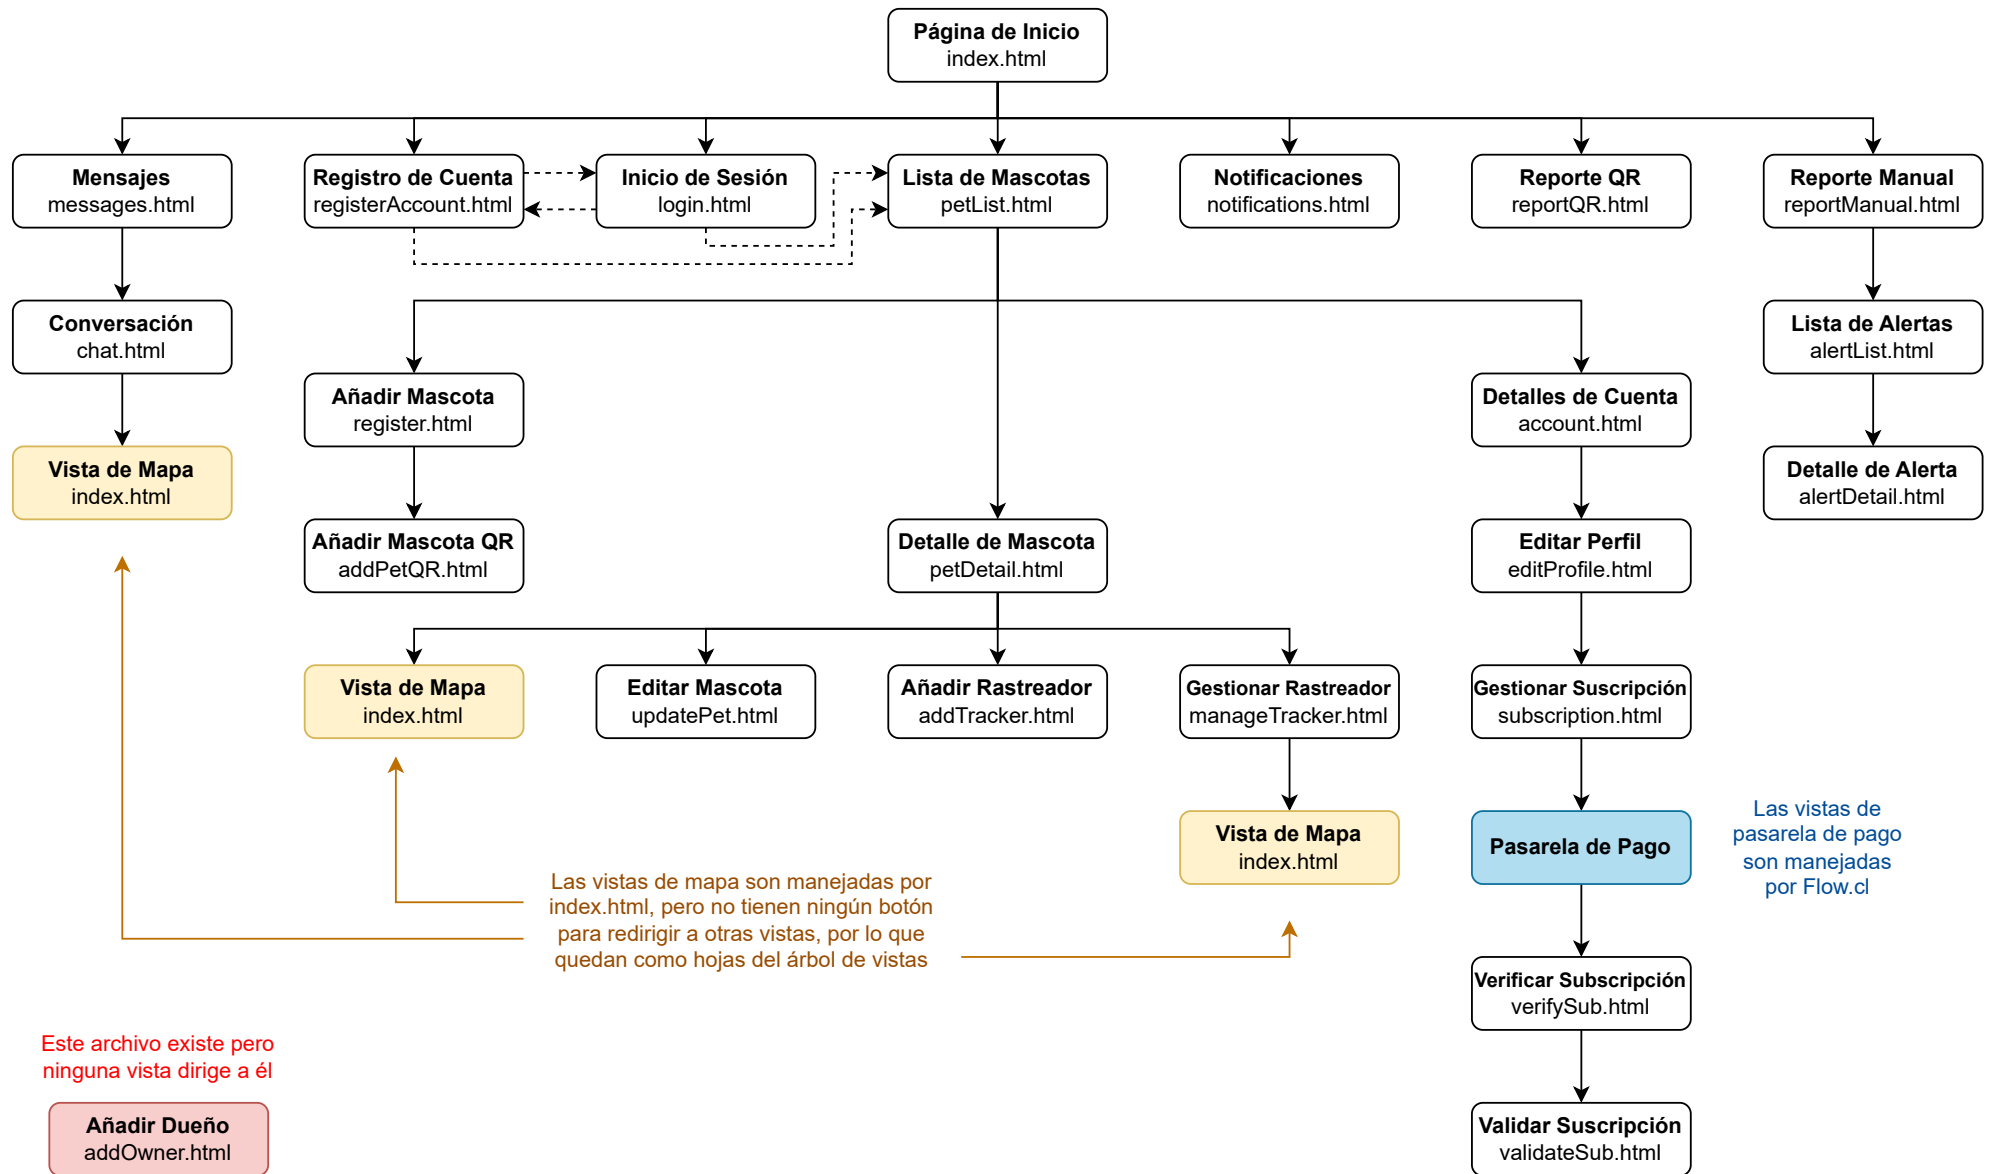 Página de Inicio
index.html
Mensajes
messages.html
Registro de Cuenta
registerAccount.html
Inicio de Sesión
login.html
Lista de Mascotas
petList.html
Notificaciones
notifications.html
Reporte QR
reportQR.html
Reporte Manual
reportManual.html
Conversación
chat.html
Lista de Alertas
alertList.html
Añadir Mascota
register.html
Detalles de Cuenta
account.html
Vista de Mapa
index.html
Detalle de Alerta
alertDetail.html
Añadir Mascota QR
addPetQR.html
Detalle de Mascota
petDetail.html
Editar Perfil
editProfile.html
Vista de Mapa
index.html
Editar Mascota
updatePet.html
Añadir Rastreador
addTracker.html
Gestionar Rastreador
manageTracker.html
Gestionar Suscripción
subscription.html
Vista de Mapa
index.html
Pasarela de Pago
Las vistas de
pasarela de pago
son manejadas
por Flow.cl
Las vistas de mapa son manejadas por
index.html, pero no tienen ningún botón
para redirigir a otras vistas, por lo que
quedan como hojas del árbol de vistas
Verificar Subscripción
verifySub.html
Este archivo existe pero
ninguna vista dirige a él
Añadir Dueño
addOwner.html
Validar Suscripción
validateSub.html